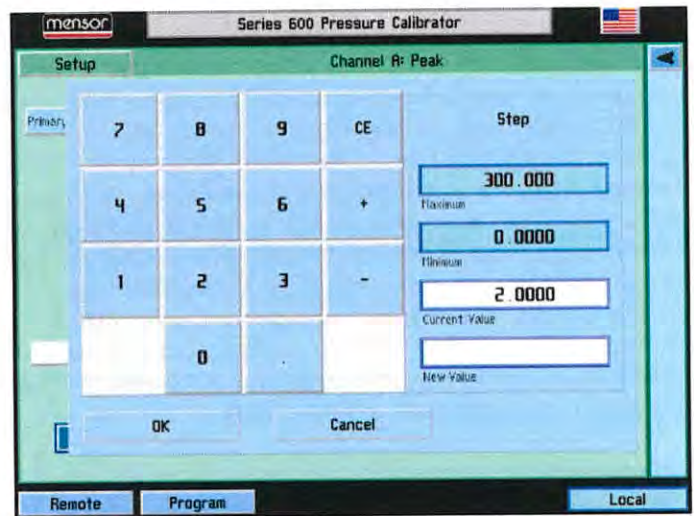 mensor
Series 600 Pressure Calibrator
Setup
Channel A: Peak
Primary
7 8 9 CE
4 5 6 +
1 2 3 -
0 .
Step
300.000
Maximum
0.0000
Minimum
2.0000
Current Value
New Value
OK Cancel
Remote Program Local